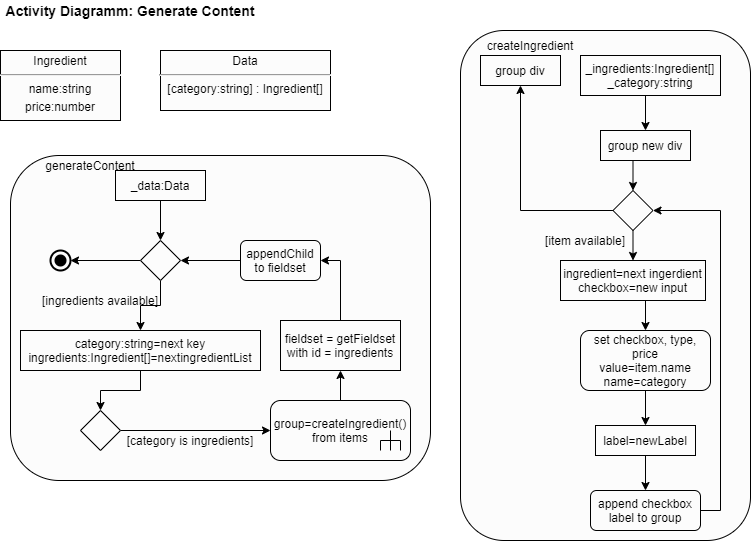 Activity Diagramm: Generate Content
Ingredient
name:string
price:number
Data
[category:string] : Ingredient[]
generateContent
_data:Data
appendChild
to fieldset
[ingredients available]
category:string=next key
ingredients:Ingredient[]=nextingredientList
fieldset = getFieldset
with id = ingredients
[category is ingredients]
group=createIngredient()
from items
createIngredient
group div
_ingredients:Ingredient[]
_category:string
group new div
[item available]
ingredient=next ingerdient
checkbox=new input
set checkbox, type,
price
value=item.name
name=category
label=newLabel
append checkbox
label to group